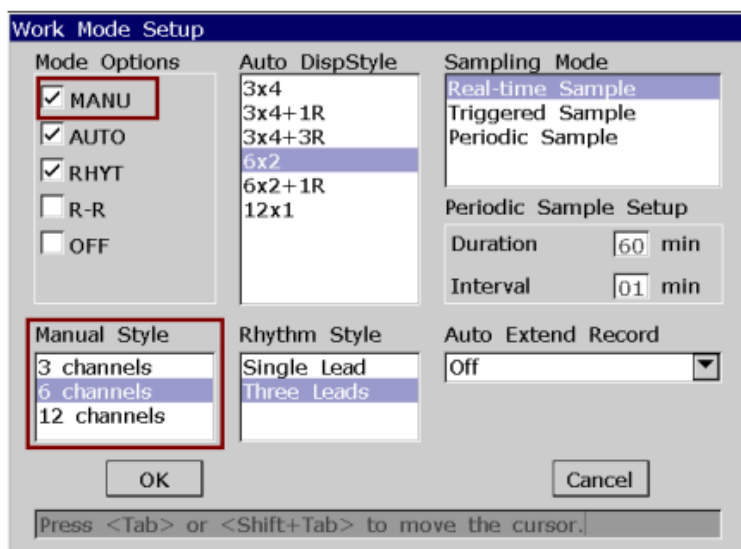 Work Mode Setup
Mode Options
MANU
AUTO
RHYT
R-R
OFF
Auto DispStyle
3x4
3x4+1R
3x4+3R
6x2
6x2+1R
12x1
Sampling Mode
Real-time Sample
Triggered Sample
Periodic Sample
Periodic Sample Setup
Duration 60 min
Interval 01 min
Manual Style
3 channels
6 channels
12 channels
Rhythm Style
Single Lead
Three Leads
Auto Extend Record
Off
OK
Cancel
Press <Tab> or <Shift+Tab> to move the cursor.